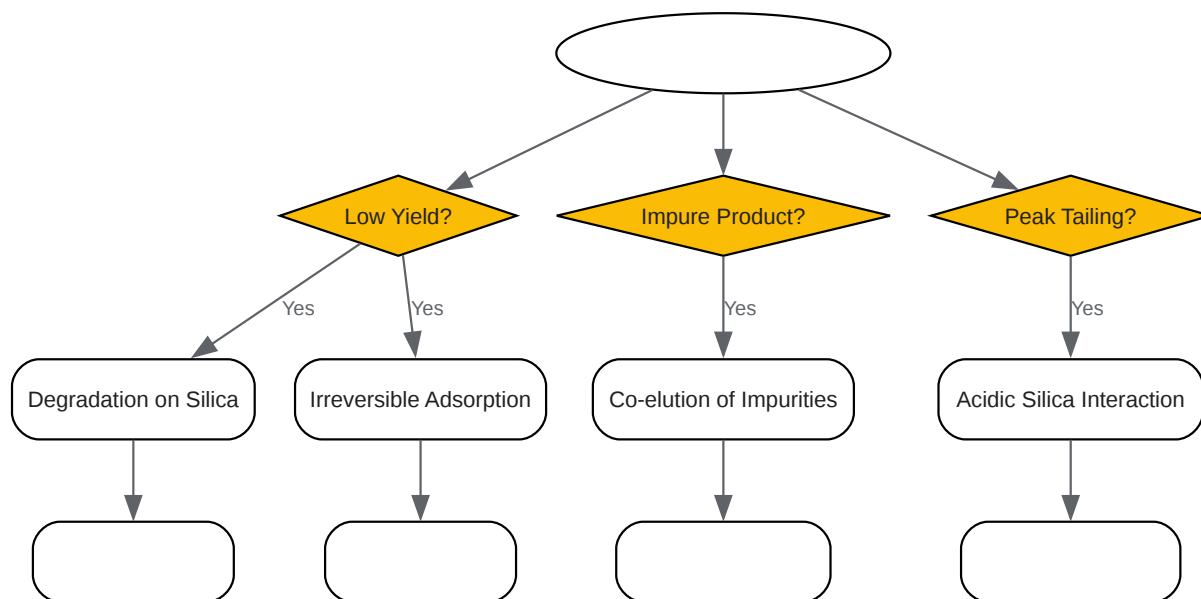 Low Yield?
Impure Product?
Peak Tailing?
Yes
Yes
Yes
Yes
Degradation on Silica
Irreversible Adsorption
Co-elution of Impurities
Acidic Silica Interaction